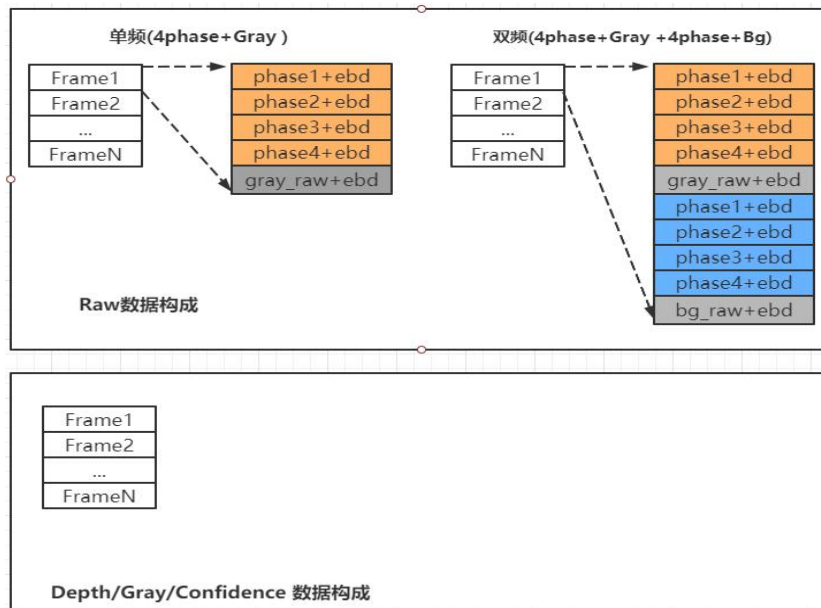 单频(4phase+Gray )
Frame1
Frame2
...
FrameN
phase1+ebd
phase2+ebd
phase3+ebd
phase4+ebd
gray_raw+ebd
双频(4phase+Gray +4phase+Bg)
Frame1
Frame2
...
FrameN
phase1+ebd
phase2+ebd
phase3+ebd
phase4+ebd
gray_raw+ebd
phase1+ebd
phase2+ebd
phase3+ebd
phase4+ebd
bg_raw+ebd
Raw数据构成
Frame1
Frame2
...
FrameN
Depth/Gray/Confidence 数据构成